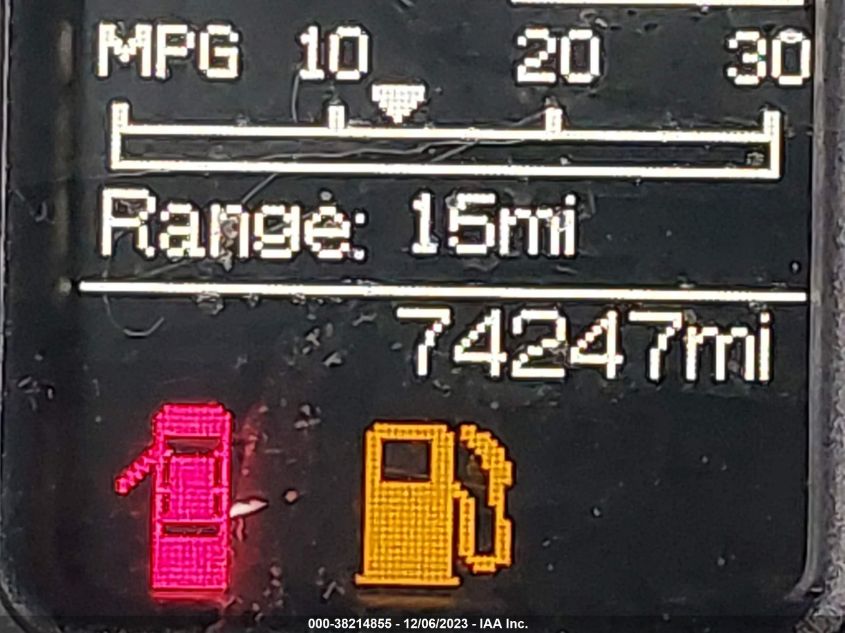 MPG 10 20 30
Range: 15mi
74247mi
000-38214855 - 12/06/2023 - IAA Inc.